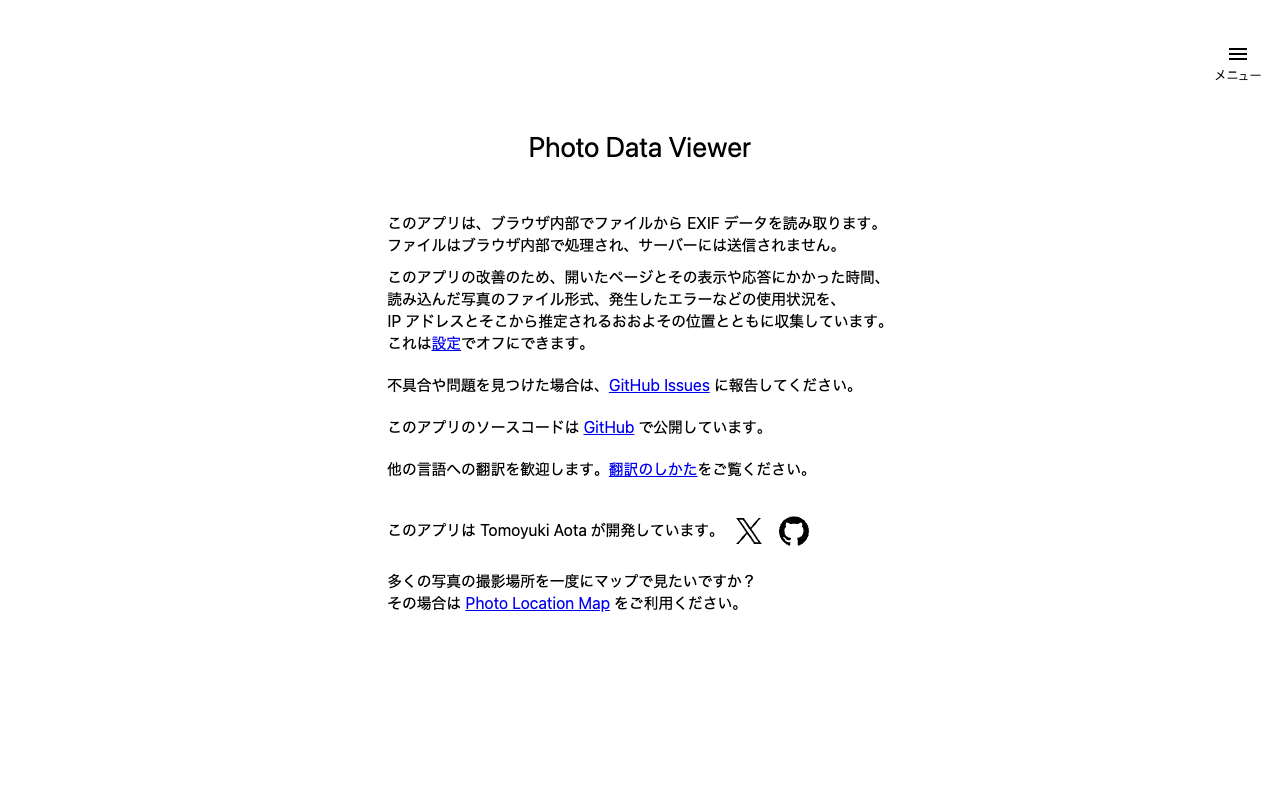 メニュー
Photo Data Viewer
このアプリは、ブラウザ内部でファイルから EXIF データを読み取ります。
ファイルはブラウザ内部で処理され、サーバーには送信されません。
このアプリの改善のため、開いたページとその表示や応答にかかった時間、
読み込んだ写真のファイル形式、発生したエラーなどの使用状況を、
IP アドレスとそこから推定されるおおよその位置とともに収集しています。
これは設定でオフにできます。
不具合や問題を見つけた場合は、GitHub Issues に報告してください。
このアプリのソースコードは GitHub で公開しています。
他の言語への翻訳を歓迎します。翻訳のしかたをご覧ください。
このアプリは Tomoyuki Aota が開発しています。
多くの写真の撮影場所を一度にマップで見たいですか？
その場合は Photo Location Map をご利用ください。